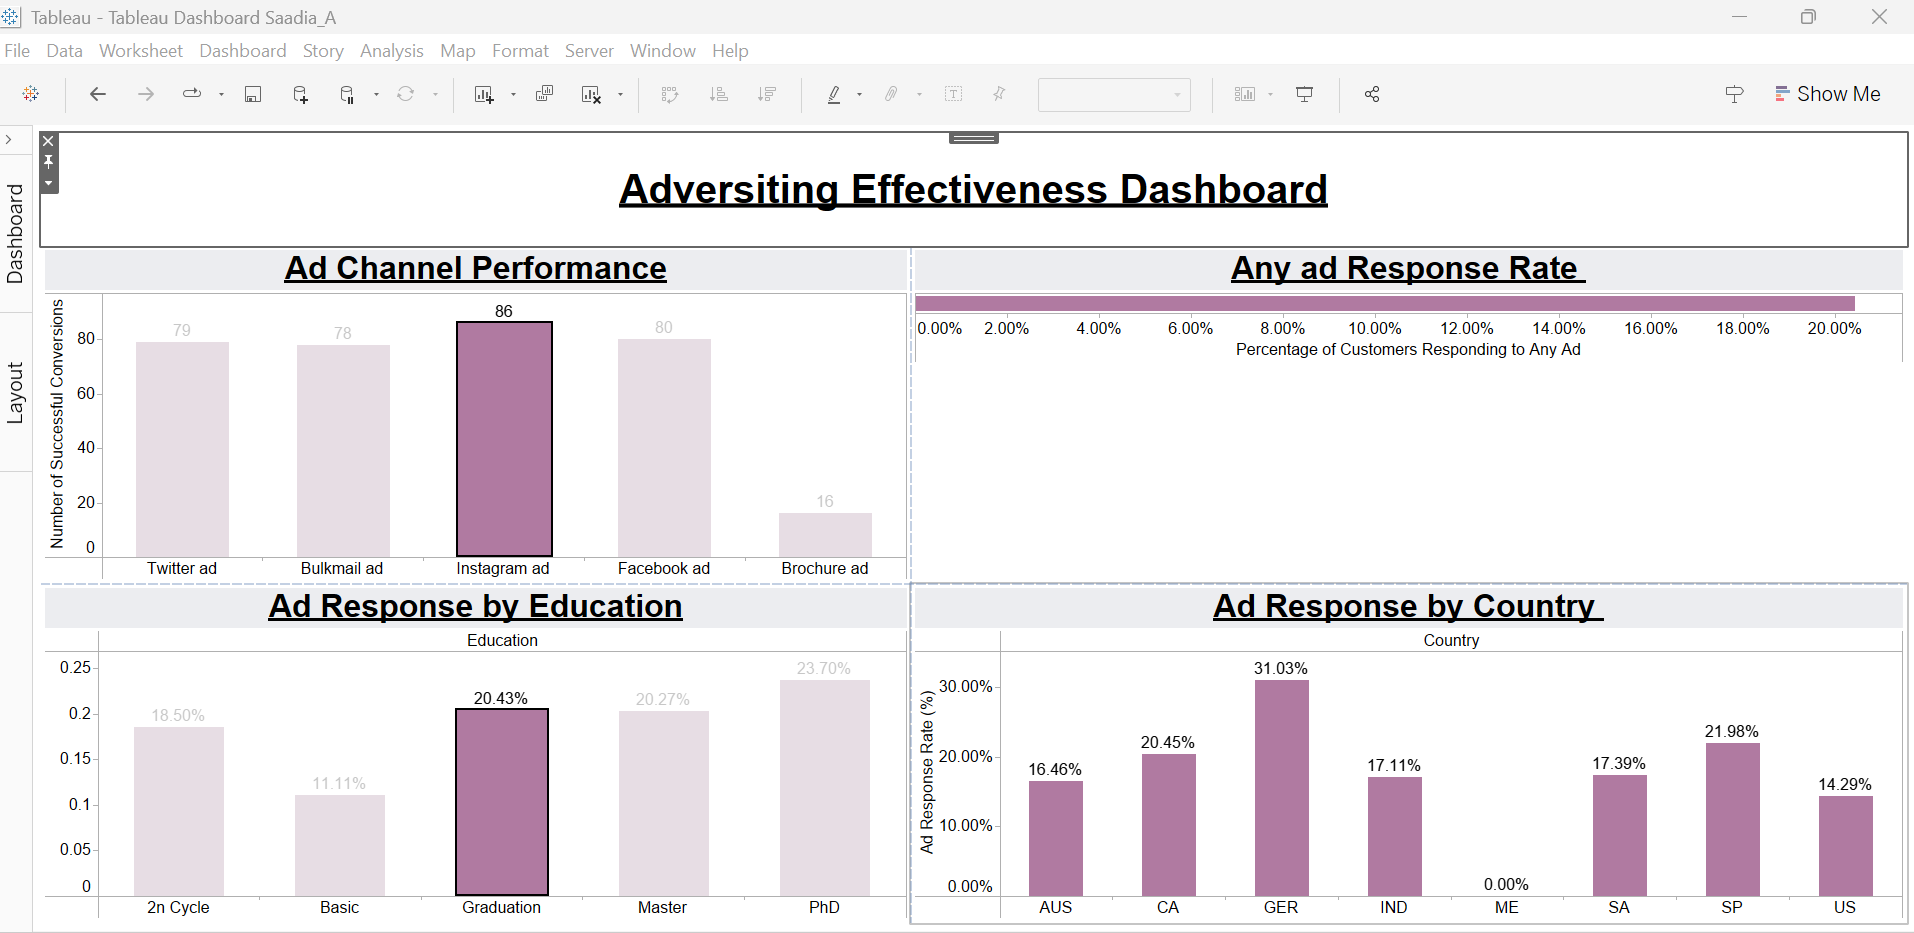 Tableau - Tableau Dashboard Saadia_A
File Data Worksheet Dashboard Story Analysis Map Format Server Window Help
Show Me
Dashboard
Layout
Adversiting Effectiveness Dashboard
Ad Channel Performance
Number of Successful Conversions
80
60
40
20
0
79
78
86
80
16
Twitter ad
Bulkmail ad
Instagram ad
Facebook ad
Brochure ad
Any ad Response Rate
0.00% 2.00% 4.00% 6.00% 8.00% 10.00% 12.00% 14.00% 16.00% 18.00% 20.00%
Percentage of Customers Responding to Any Ad
Ad Response by Education
Education
0.25
0.2
0.15
0.1
0.05
0
18.50%
11.11%
20.43%
20.27%
23.70%
2n Cycle
Basic
Graduation
Master
PhD
Ad Response by Country
Country
Ad Response Rate (%)
30.00%
20.00%
10.00%
0.00%
16.46%
20.45%
31.03%
17.11%
0.00%
17.39%
21.98%
14.29%
AUS
CA
GER
IND
ME
SA
SP
US